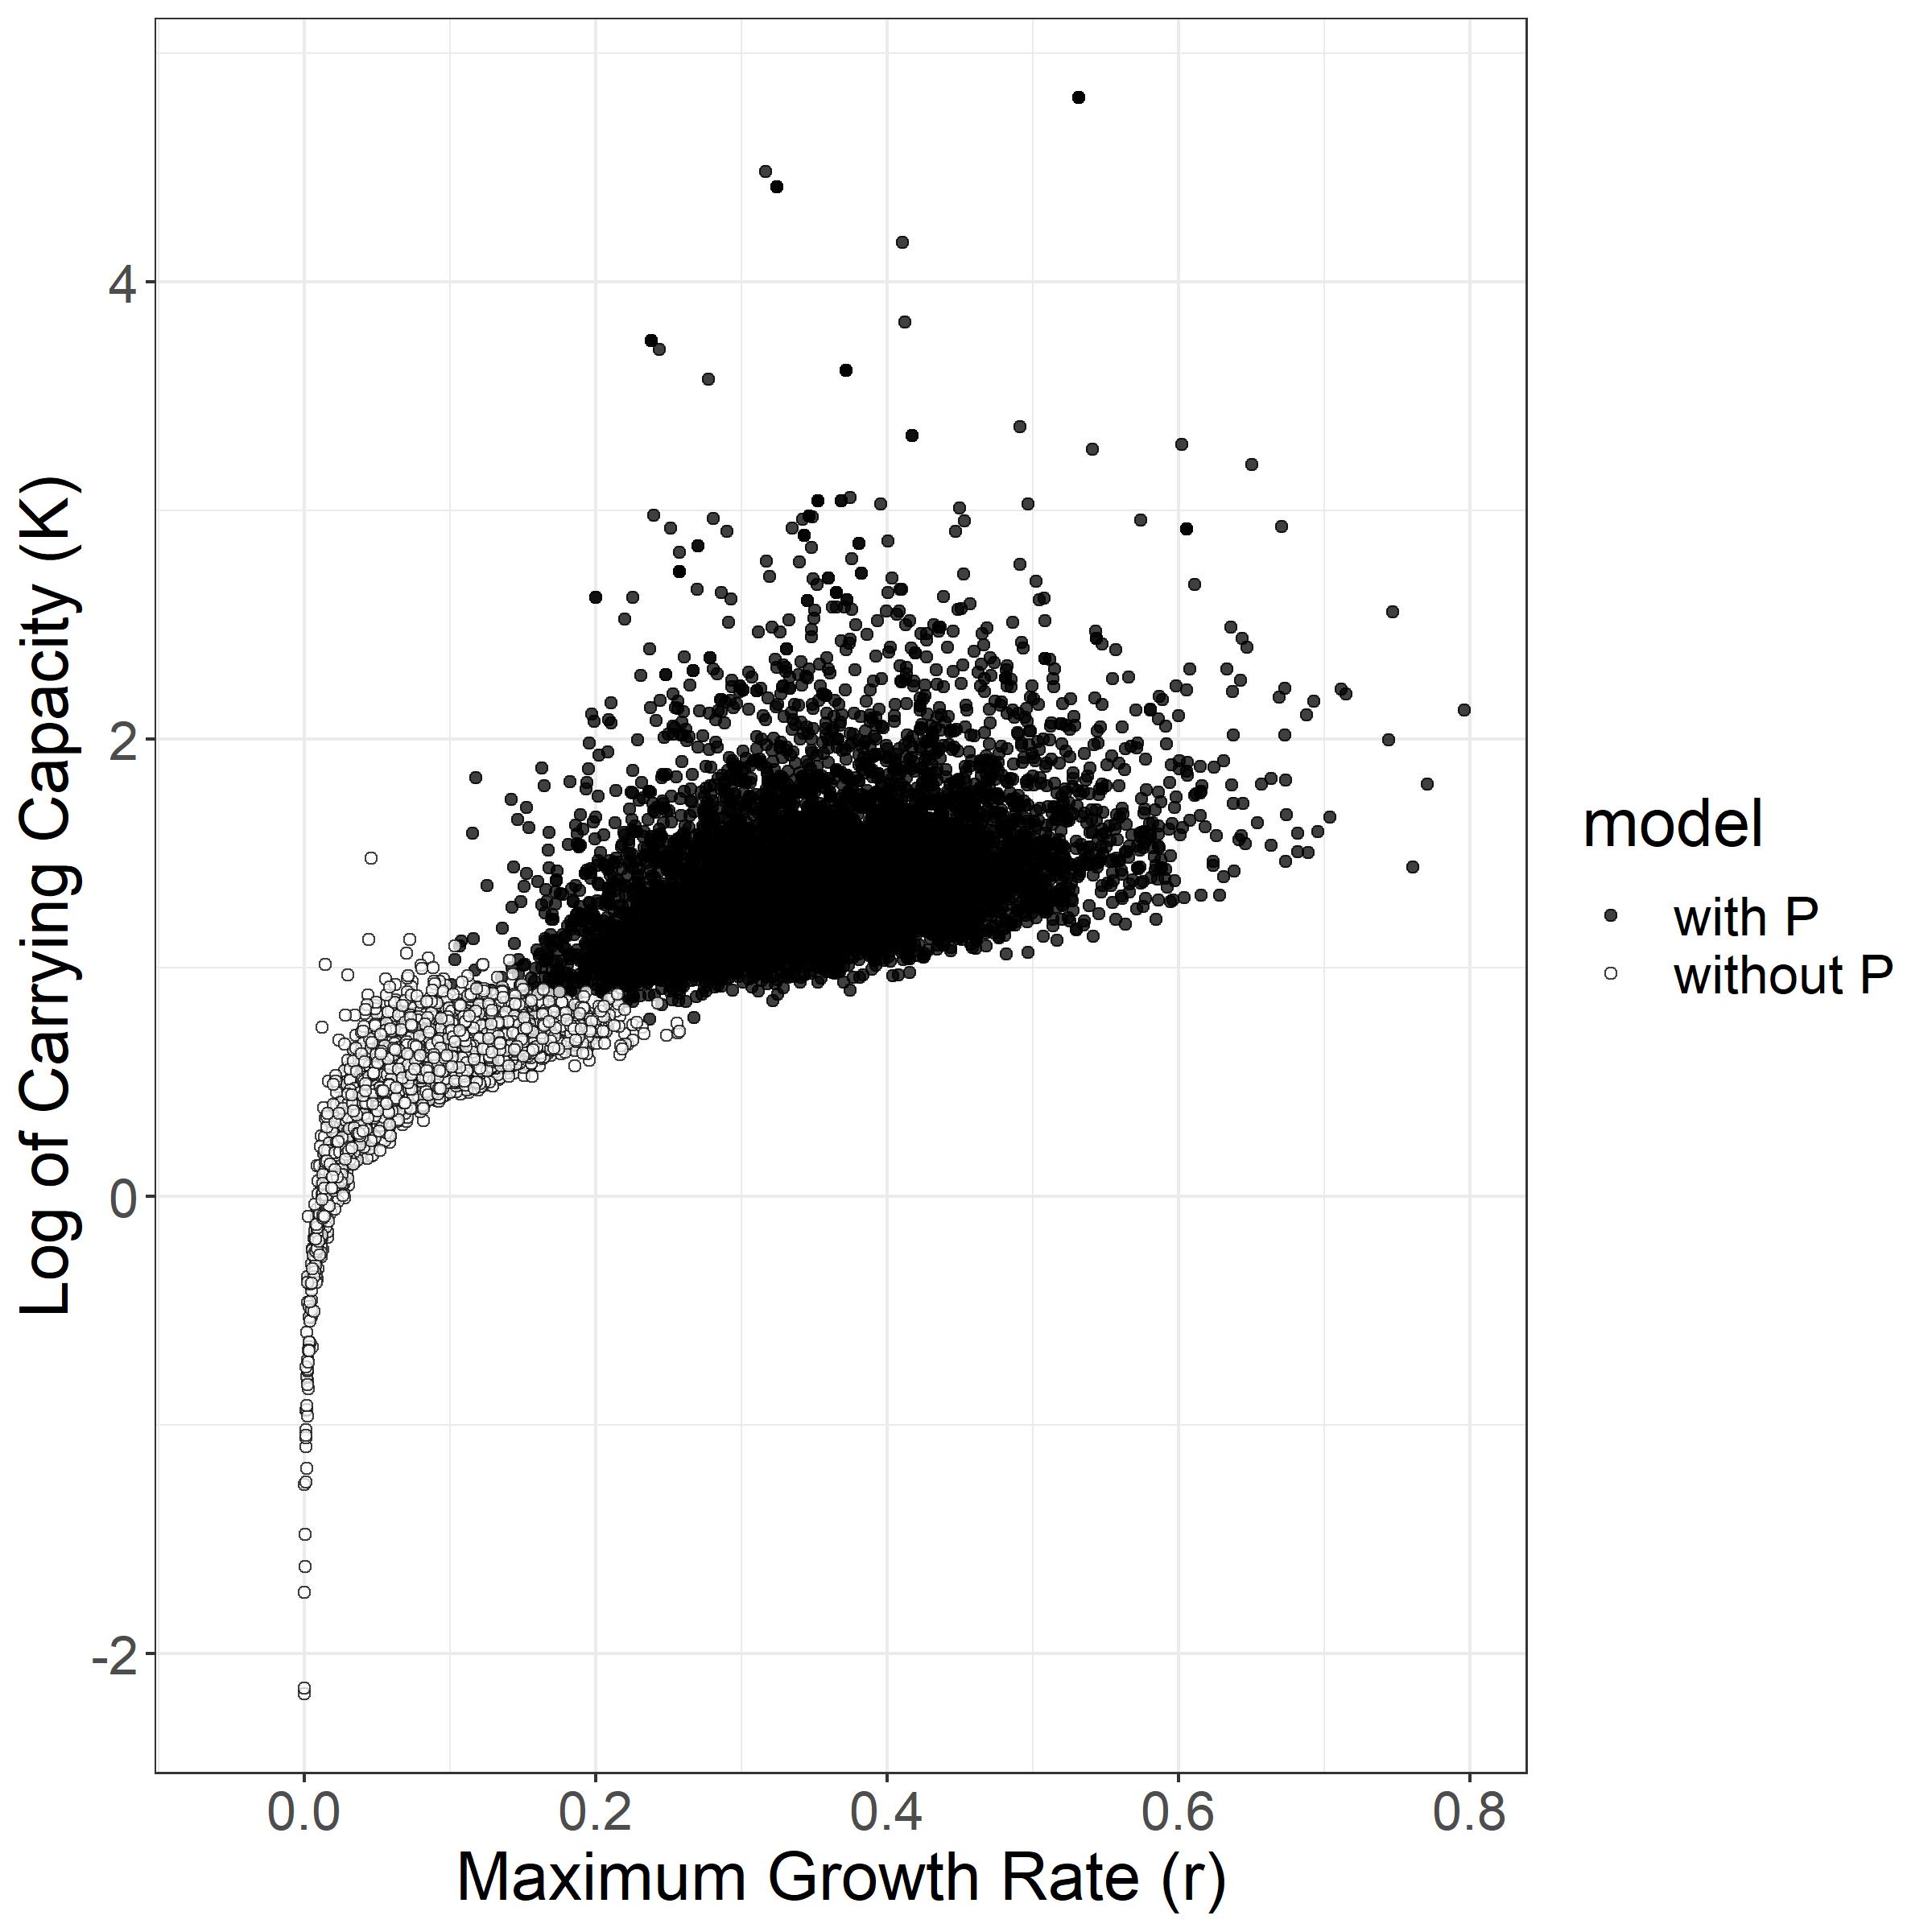 Log of Carrying Capacity (K)
4
2
0
-2
0.0 0.2 0.4 0.6 0.8
Maximum Growth Rate (r)
model
with P
without P